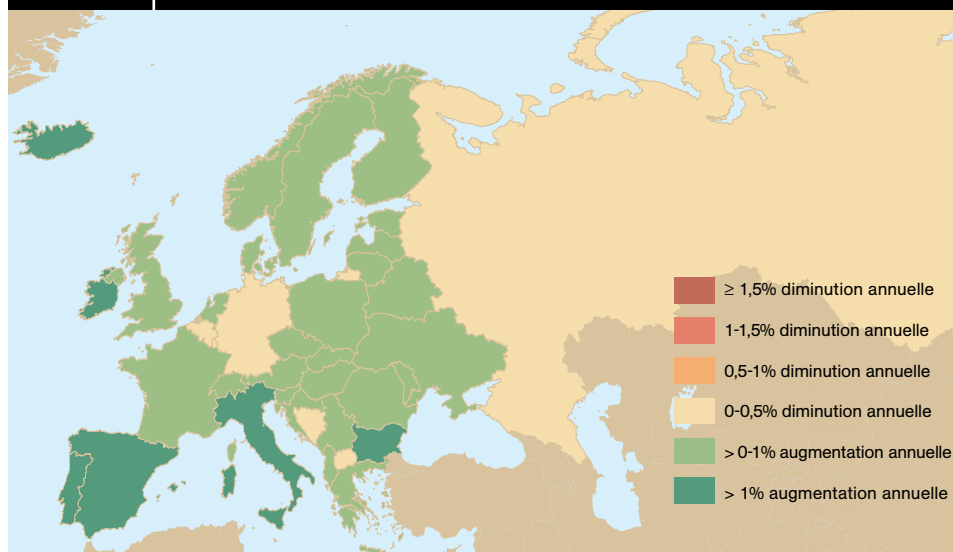 ≥ 1,5% diminution annuelle
1-1,5% diminution annuelle
0,5-1% diminution annuelle
0-0,5% diminution annuelle
> 0-1% augmentation annuelle
> 1% augmentation annuelle